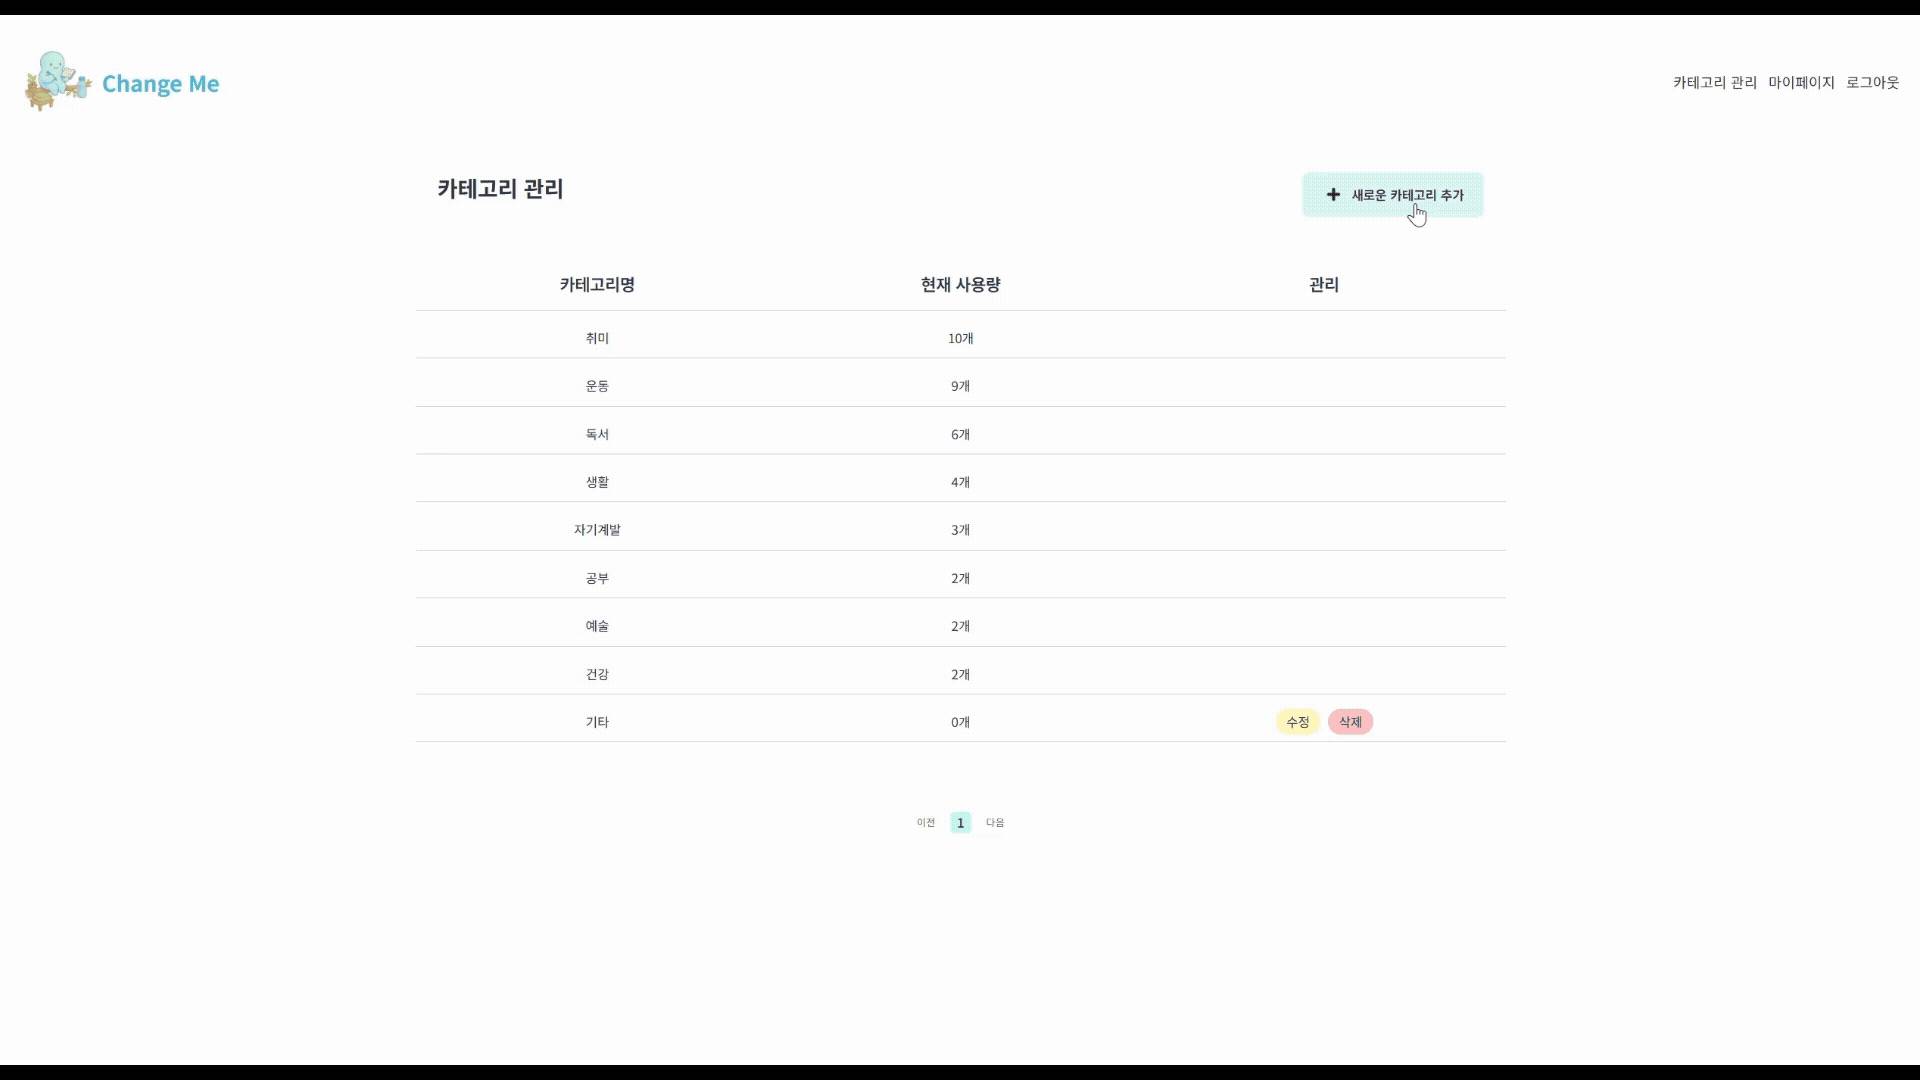 Change Me
카테고리 관리 마이페이지 로그아웃
카테고리 관리
새로운 카테고리 추가
카테고리명 현재 사용량 관리
취미 10개
운동 9개
독서 6개
생활 4개
자기계발 3개
공부 2개
예술 2개
건강 2개
기타 0개 수정 삭제
이전 1 다음